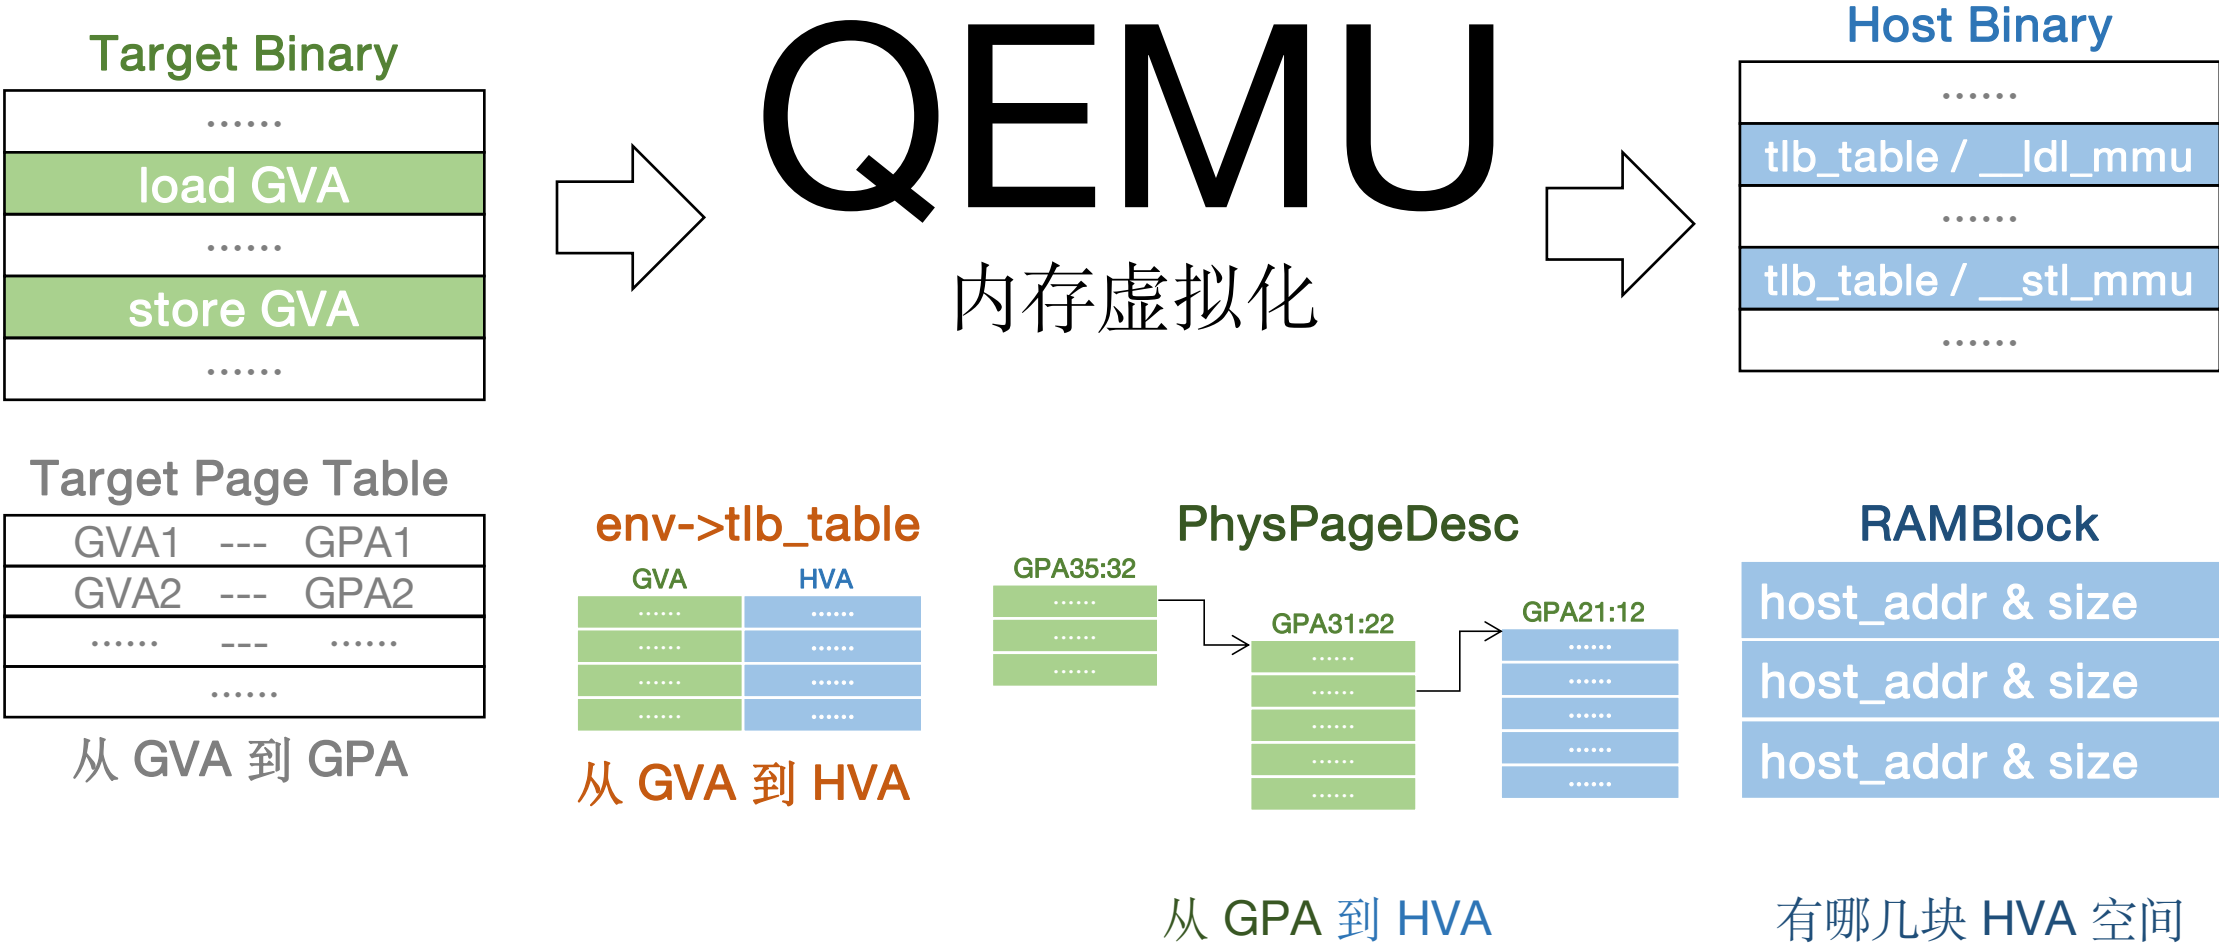 Target Binary
......
load GVA
......
store GVA
......
QEMU
内存虚拟化
Host Binary
......
tlb_table / __ldl_mmu
......
tlb_table / __stl_mmu
......
Target Page Table
GVA1 --- GPA1
GVA2 --- GPA2
...... --- ......
......
从 GVA 到 GPA
env->tlb_table
GVA HVA
...... ......
...... ......
...... ......
...... ......
从 GVA 到 HVA
PhysPageDesc
GPA35:32
......
......
......
GPA31:22
......
......
......
......
......
GPA21:12
......
......
......
......
......
从 GPA 到 HVA
RAMBlock
host_addr & size
host_addr & size
host_addr & size
有哪几块 HVA 空间